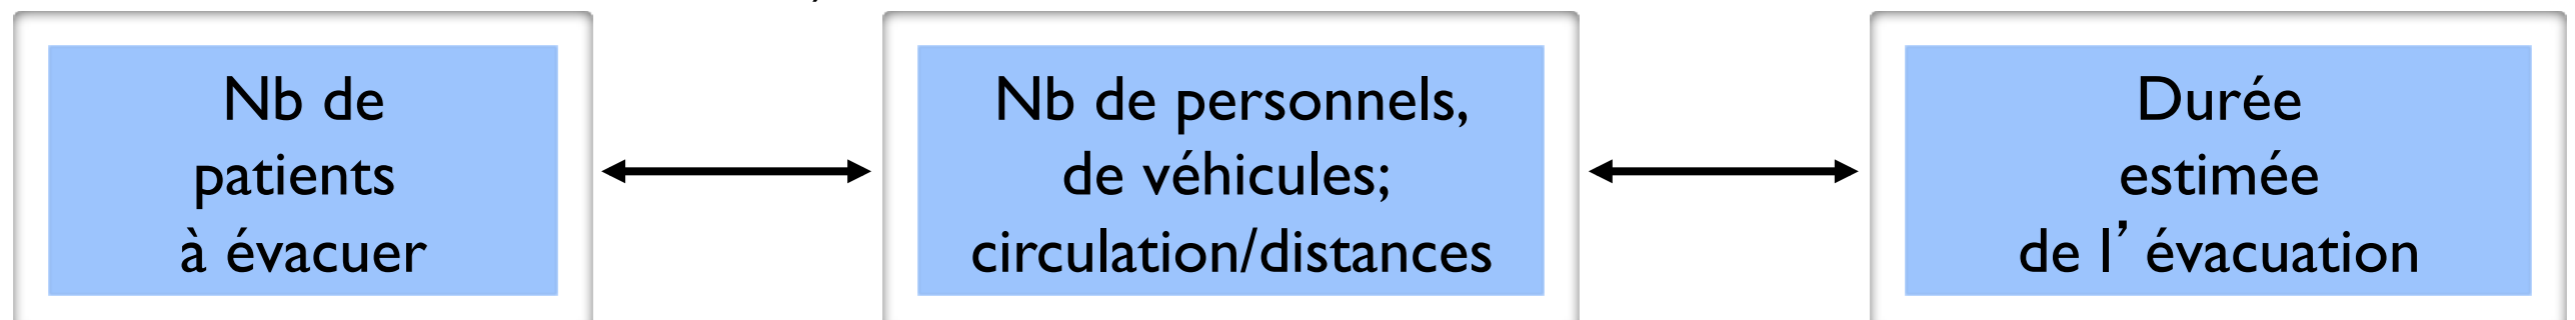 Nb de
patients
à évacuer
Nb de personnels,
de véhicules;
circulation/distances
Durée
estimée
de l’ évacuation